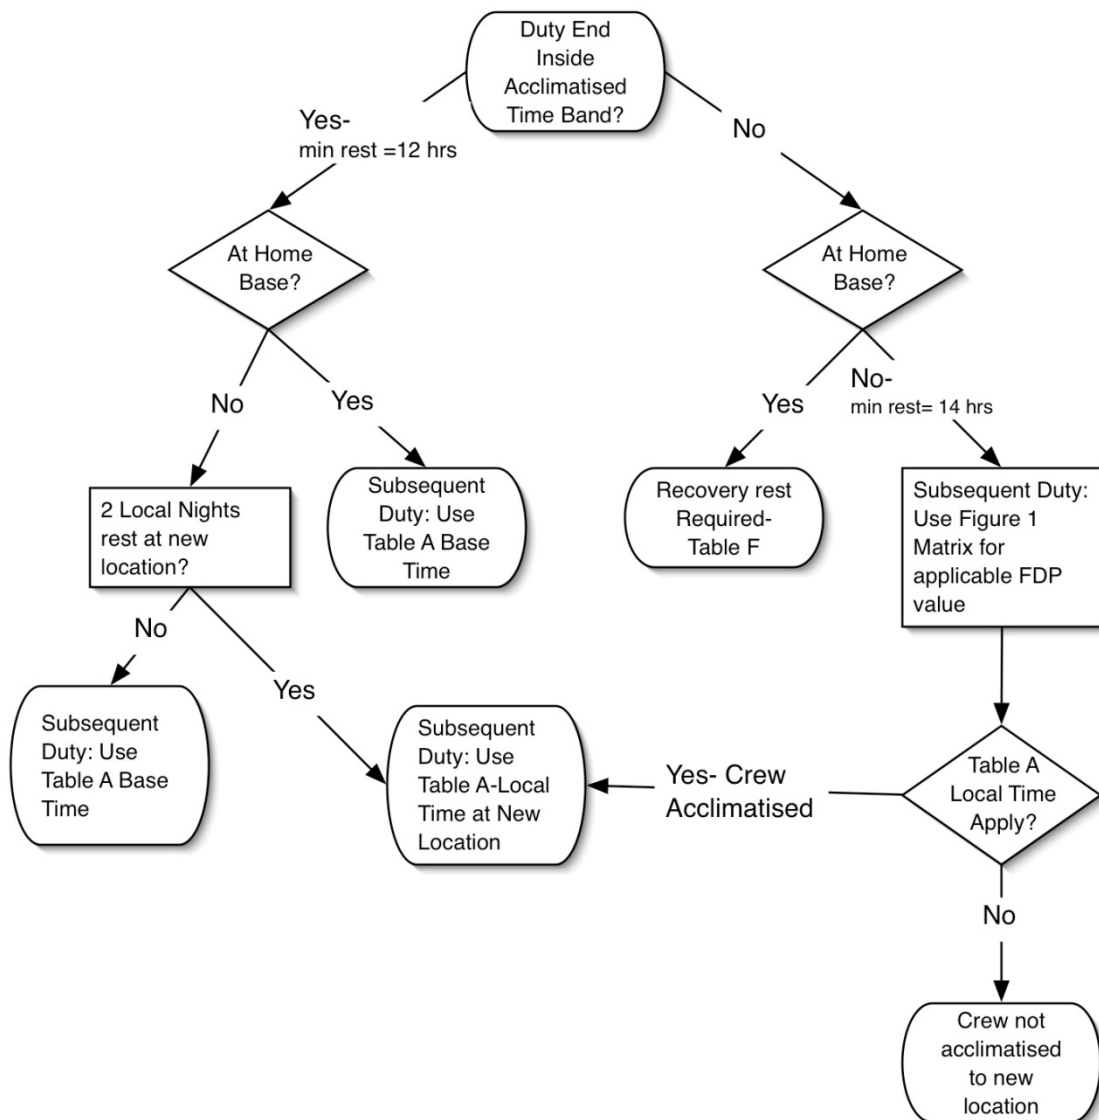 Duty End
Inside
Acclimatised
Time Band?
Yes-
min rest =12 hrs
No
At Home
Base?
At Home
Base?
No
Yes
Yes
No-
min rest= 14 hrs
2 Local Nights
rest at new
location?
Subsequent
Duty: Use
Table A Base
Time
Recovery rest
Required-
Table F
Subsequent Duty:
Use Figure 1
Matrix for
applicable FDP
value
No
Yes
Subsequent
Duty: Use
Table A Base
Time
Subsequent
Duty: Use
Table A-Local
Time at New
Location
Yes- Crew
Acclimatised
Table A
Local Time
Apply?
No
Crew not
acclimatised
to new
location